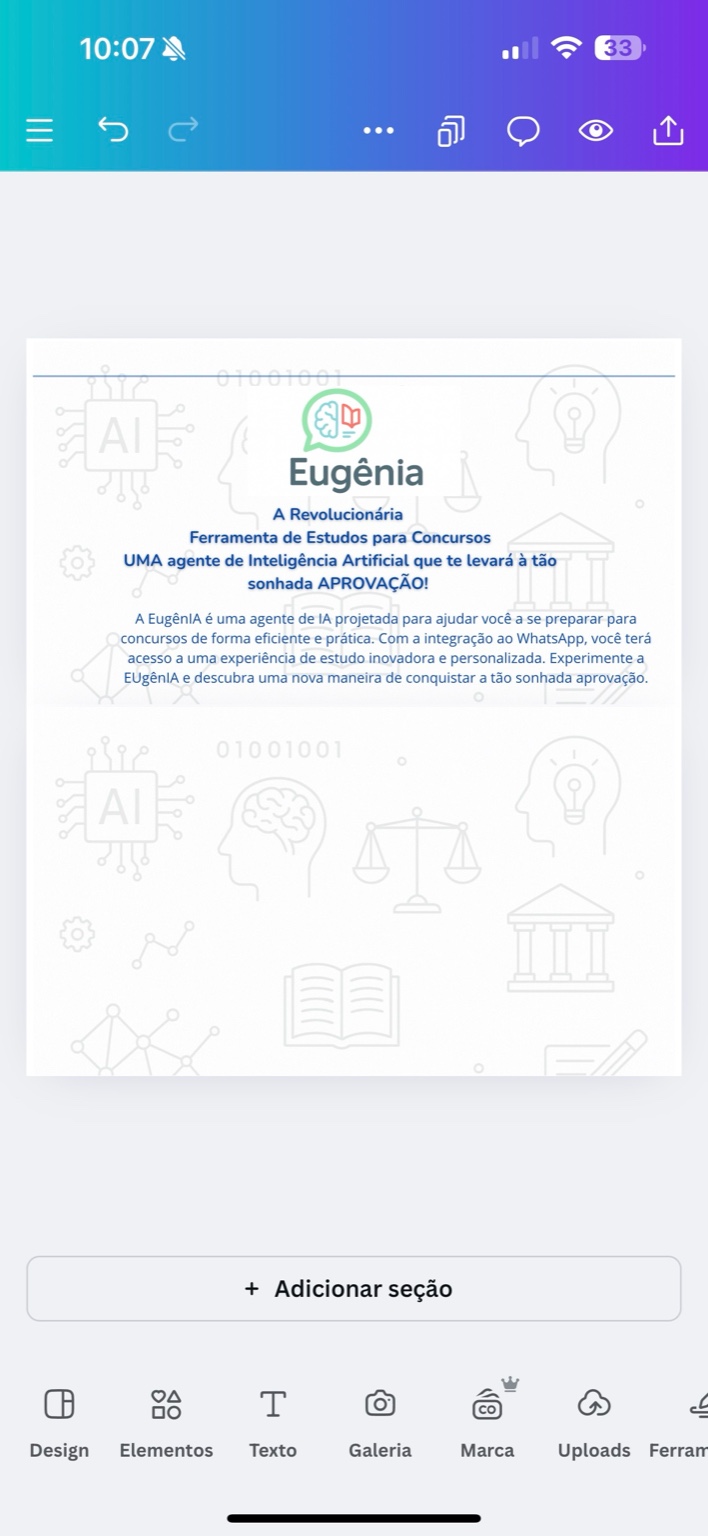 10:07
33
01001001
AI
Eugênia
A Revolucionária
Ferramenta de Estudos para Concursos
UMA agente de Inteligência Artificial que te levará à tão
sonhada APROVAÇÃO!
A EugênIA é uma agente de IA projetada para ajudar você a se preparar para
concursos de forma eficiente e prática. Com a integração ao WhatsApp, você terá
acesso a uma experiência de estudo inovadora e personalizada. Experimente a
EUgênIA e descubra uma nova maneira de conquistar a tão sonhada aprovação.
01001001
AI
+ Adicionar seção
CO
Design Elementos Texto Galeria Marca Uploads Ferram